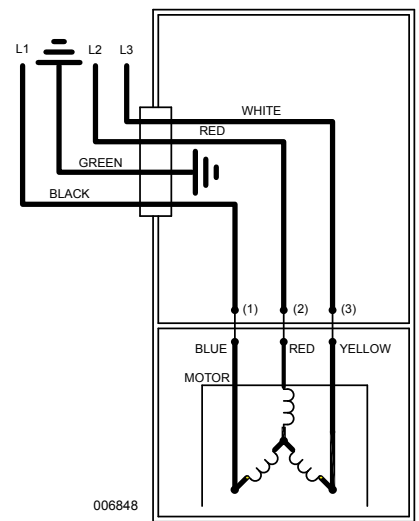 L1
L2
L3
WHITE
RED
GREEN
BLACK
(1)
(2)
(3)
BLUE
RED
YELLOW
MOTOR
006848